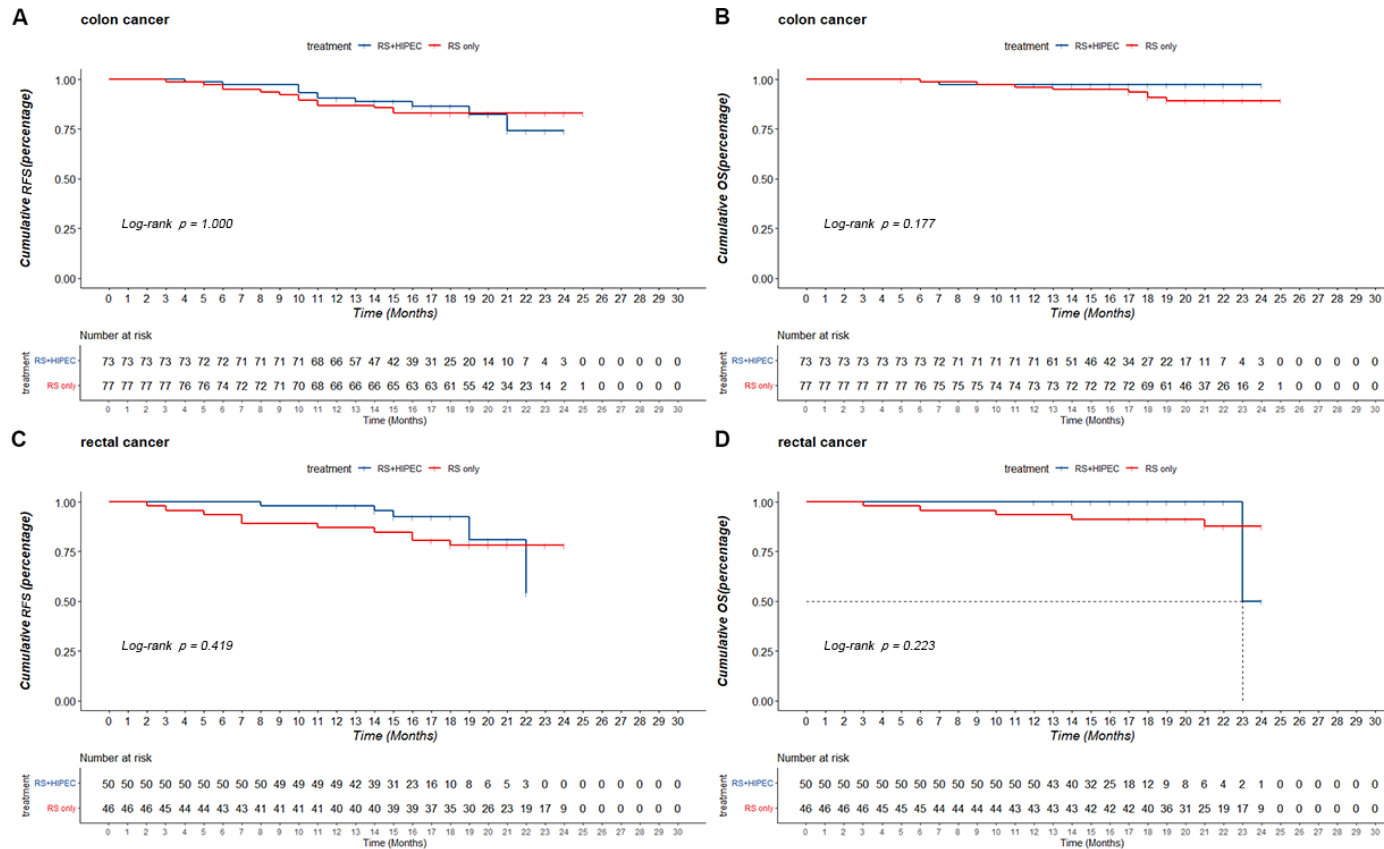 A
colon cancer
treatment RS+HIPEC RS only
Cumulative RFS(percentage)
1.00
0.75
0.50
0.25
0.00
Log-rank p = 1.000
0 1 2 3 4 5 6 7 8 9 10 11 12 13 14 15 16 17 18 19 20 21 22 23 24 25 26 27 28 29 30
Time (Months)
Number at risk
treatment
RS+HIPEC 73 73 73 73 73 72 72 71 71 71 71 68 66 57 47 42 39 31 25 20 14 10 7 4 3 0 0 0 0 0 0
RS only 77 77 77 77 76 76 74 72 72 71 70 68 66 66 66 65 63 63 61 55 42 34 23 14 2 1 0 0 0 0 0
0 1 2 3 4 5 6 7 8 9 10 11 12 13 14 15 16 17 18 19 20 21 22 23 24 25 26 27 28 29 30
Time (Months)
B
colon cancer
treatment RS+HIPEC RS only
Cumulative OS(percentage)
1.00
0.75
0.50
0.25
0.00
Log-rank p = 0.177
0 1 2 3 4 5 6 7 8 9 10 11 12 13 14 15 16 17 18 19 20 21 22 23 24 25 26 27 28 29 30
Time (Months)
Number at risk
treatment
RS+HIPEC 73 73 73 73 73 73 73 72 71 71 71 71 71 61 51 46 42 34 27 22 17 11 7 4 3 0 0 0 0 0 0
RS only 77 77 77 77 77 77 76 75 75 75 74 74 73 73 72 72 72 72 69 61 46 37 26 16 2 1 0 0 0 0 0
0 1 2 3 4 5 6 7 8 9 10 11 12 13 14 15 16 17 18 19 20 21 22 23 24 25 26 27 28 29 30
Time (Months)
C
rectal cancer
treatment RS+HIPEC RS only
Cumulative RFS(percentage)
1.00
0.75
0.50
0.25
0.00
Log-rank p = 0.419
0 1 2 3 4 5 6 7 8 9 10 11 12 13 14 15 16 17 18 19 20 21 22 23 24 25 26 27 28 29 30
Time (Months)
Number at risk
treatment
RS+HIPEC 50 50 50 50 50 50 50 50 50 49 49 49 49 42 39 31 23 16 10 8 6 5 3 0 0 0 0 0 0 0 0
RS only 46 46 46 45 44 44 43 43 41 41 41 41 40 40 40 39 39 37 35 30 26 23 19 17 9 0 0 0 0 0 0
0 1 2 3 4 5 6 7 8 9 10 11 12 13 14 15 16 17 18 19 20 21 22 23 24 25 26 27 28 29 30
Time (Months)
D
rectal cancer
treatment RS+HIPEC RS only
Cumulative OS(percentage)
1.00
0.75
0.50
0.25
0.00
Log-rank p = 0.223
0 1 2 3 4 5 6 7 8 9 10 11 12 13 14 15 16 17 18 19 20 21 22 23 24 25 26 27 28 29 30
Time (Months)
Number at risk
treatment
RS+HIPEC 50 50 50 50 50 50 50 50 50 50 50 50 50 43 40 32 25 18 12 9 8 6 4 2 1 0 0 0 0 0 0
RS only 46 46 46 46 45 45 45 44 44 44 44 43 43 43 43 42 42 42 40 36 31 25 19 17 9 0 0 0 0 0 0
0 1 2 3 4 5 6 7 8 9 10 11 12 13 14 15 16 17 18 19 20 21 22 23 24 25 26 27 28 29 30
Time (Months)